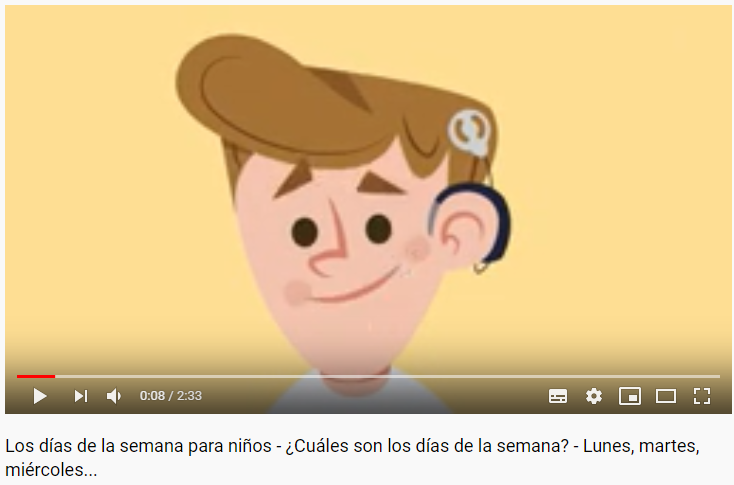 0:08 / 2:33
Los días de la semana para niños - ¿Cuáles son los días de la semana? - Lunes, martes,
miércoles...